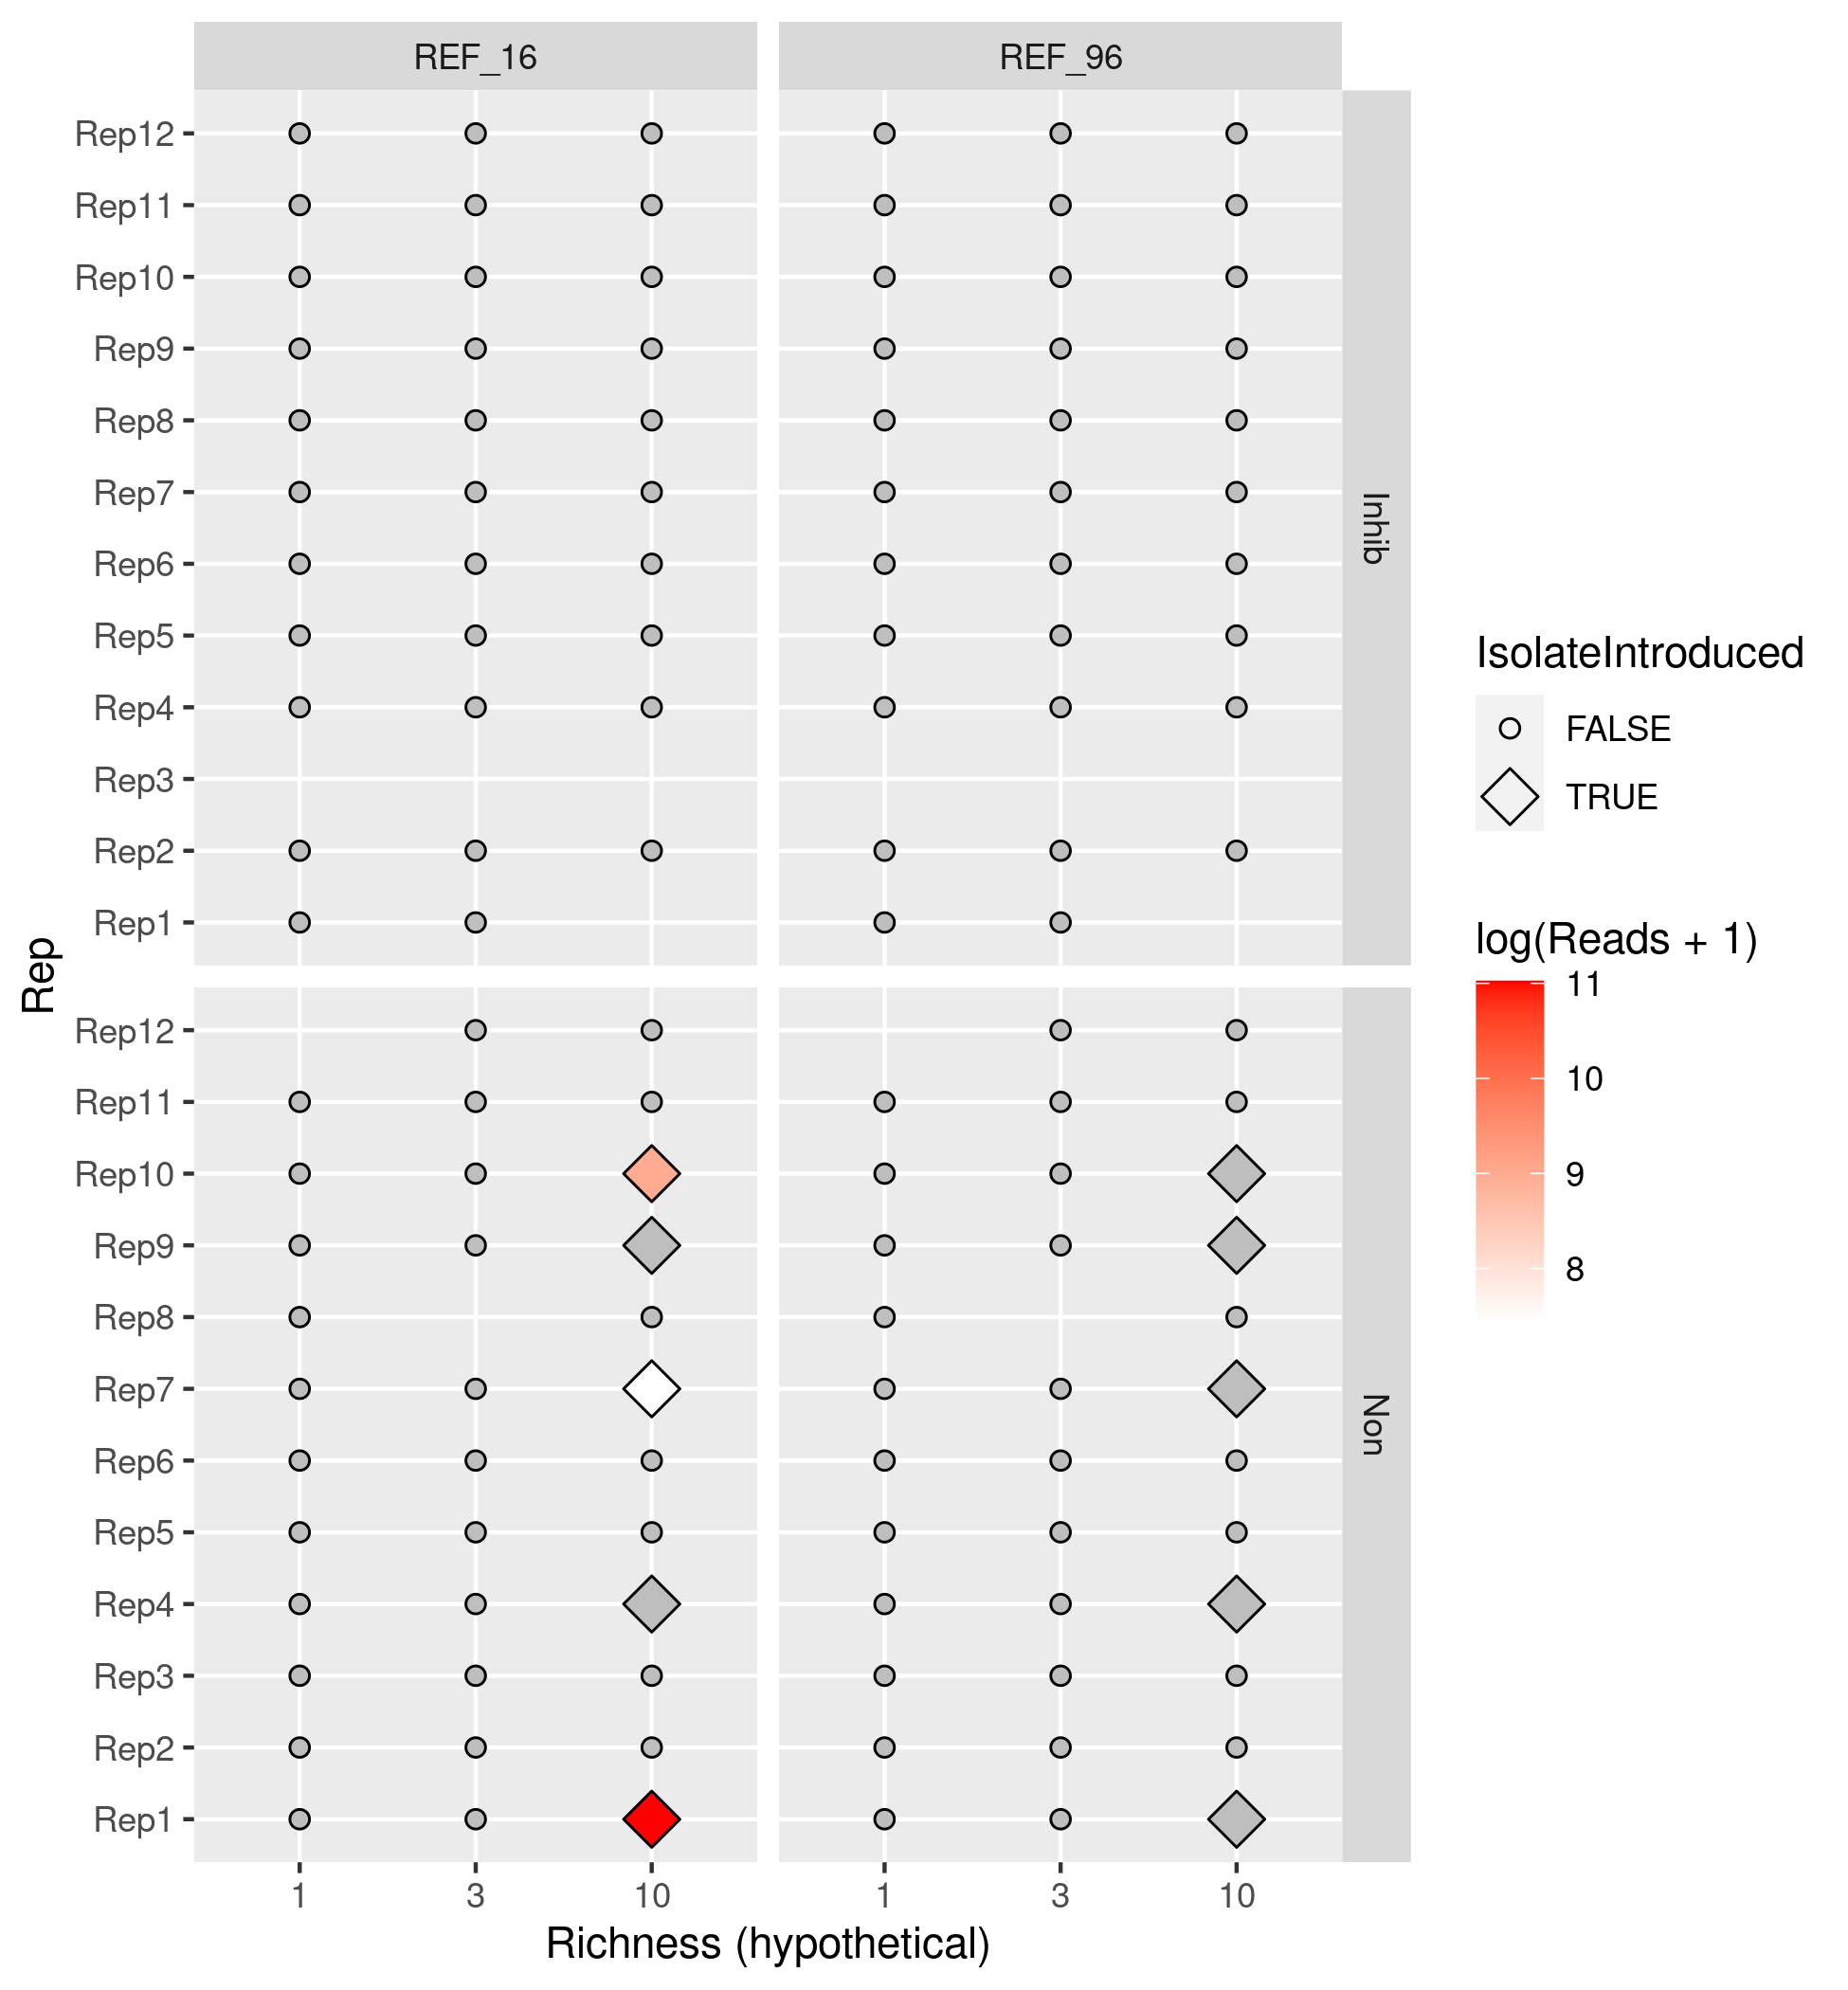 REF_16
REF_96
Rep12
Rep11
Rep10
Rep9
Rep8
Rep7
Rep6
Rep5
Rep4
Rep3
Rep2
Rep1
Inhib
Rep12
Rep11
Rep10
Rep9
Rep8
Rep7
Rep6
Rep5
Rep4
Rep3
Rep2
Rep1
Non
Rep
1 3 10
1 3 10
Richness (hypothetical)
IsolateIntroduced
FALSE
TRUE
log(Reads + 1)
11
10
9
8